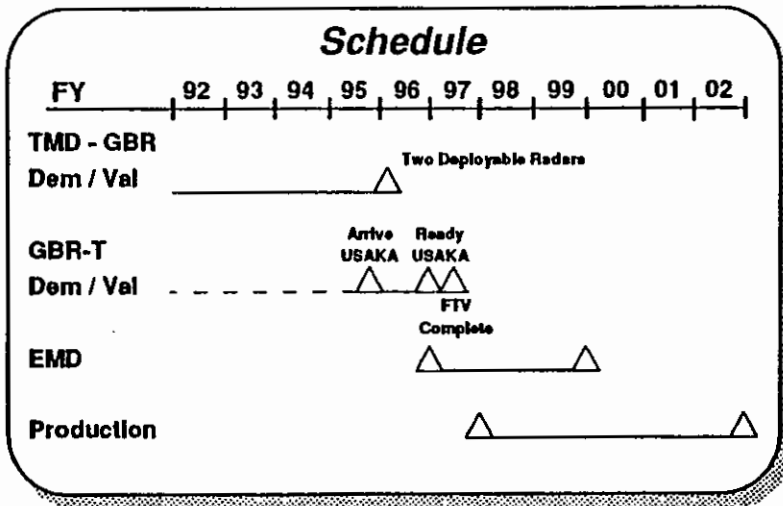 Schedule
FY 92 93 94 95 96 97 98 99 00 01 02
TMD - GBR
Dem / Val
Two Deployable Radars
GBR-T
Dem / Val
Arrive USAKA
Ready USAKA
FTV
Complete
EMD
Production